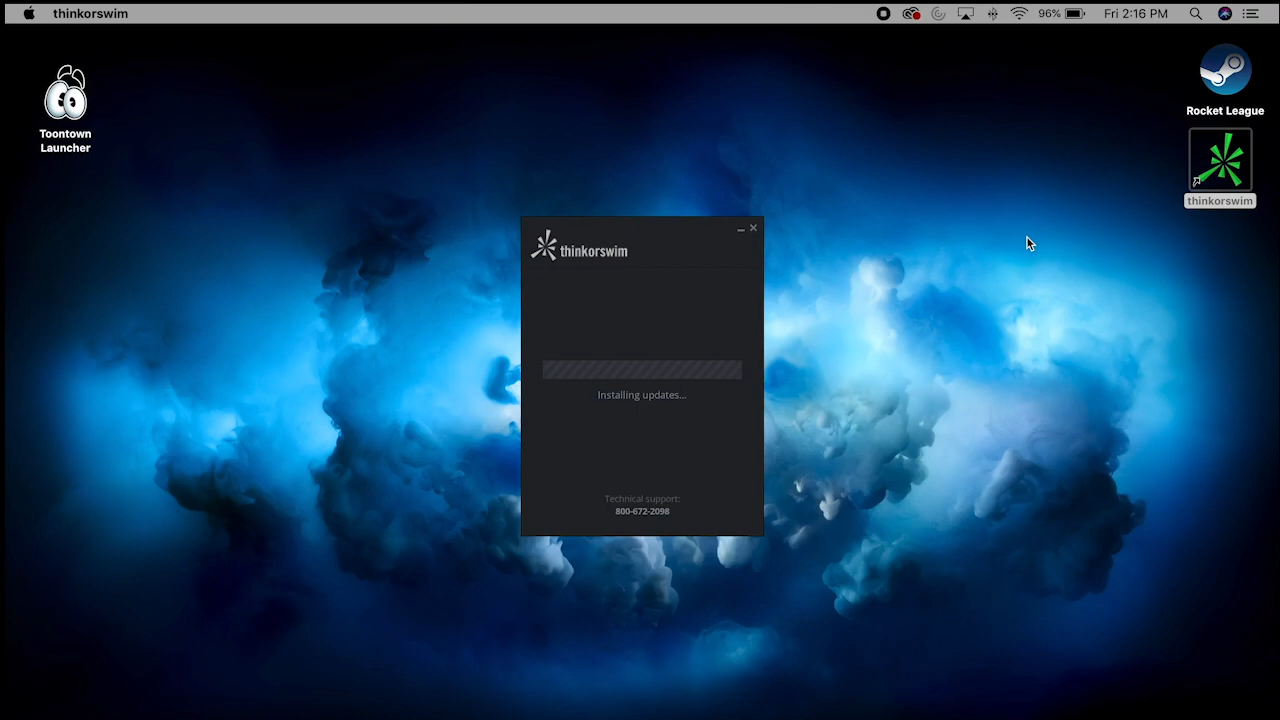 thinkorswim
96%
Fri 2:16 PM
Toontown
Launcher
Rocket League
thinkorswim
thinkorswim
Installing updates...
Technical support:
800-672-2098